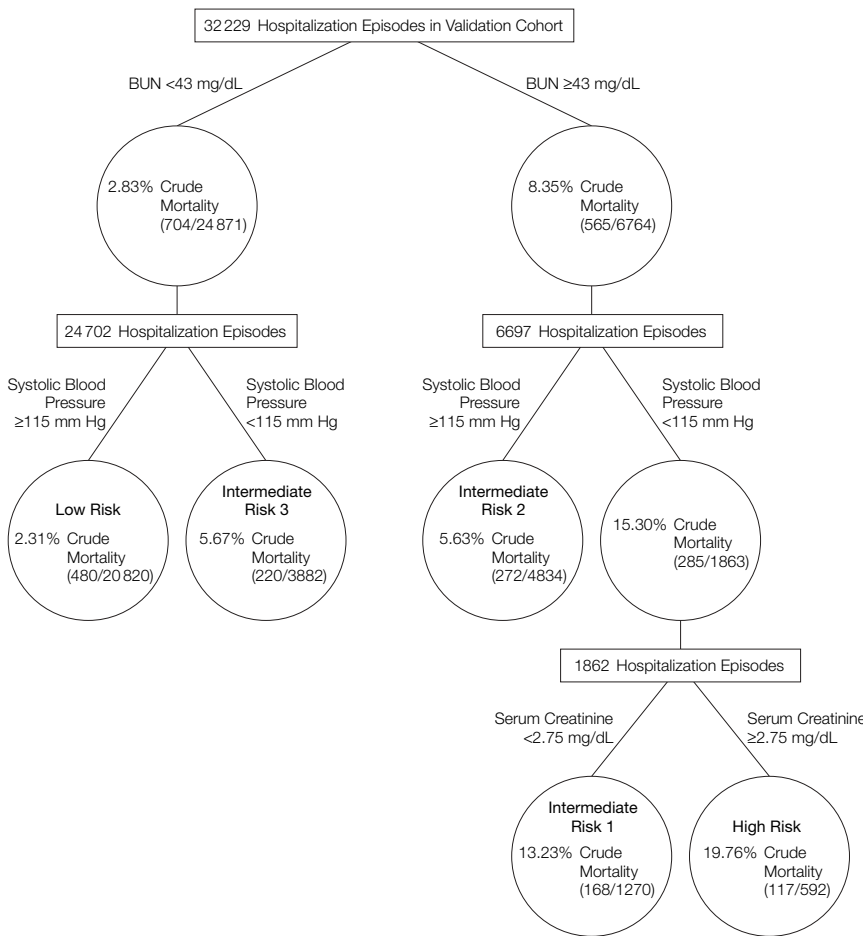 32 229 Hospitalization Episodes in Validation Cohort
BUN <43 mg/dL
BUN ≥43 mg/dL
2.83% Crude
Mortality
(704/24 871)
8.35% Crude
Mortality
(565/6764)
24 702 Hospitalization Episodes
6697 Hospitalization Episodes
Systolic Blood
Pressure
≥115 mm Hg
Systolic Blood
Pressure
<115 mm Hg
Systolic Blood
Pressure
≥115 mm Hg
Systolic Blood
Pressure
<115 mm Hg
Low Risk
2.31% Crude
Mortality
(480/20 820)
Intermediate
Risk 3
5.67% Crude
Mortality
(220/3882)
Intermediate
Risk 2
5.63% Crude
Mortality
(272/4834)
15.30% Crude
Mortality
(285/1863)
1862 Hospitalization Episodes
Serum Creatinine
<2.75 mg/dL
Serum Creatinine
≥2.75 mg/dL
Intermediate
Risk 1
13.23% Crude
Mortality
(168/1270)
High Risk
19.76% Crude
Mortality
(117/592)